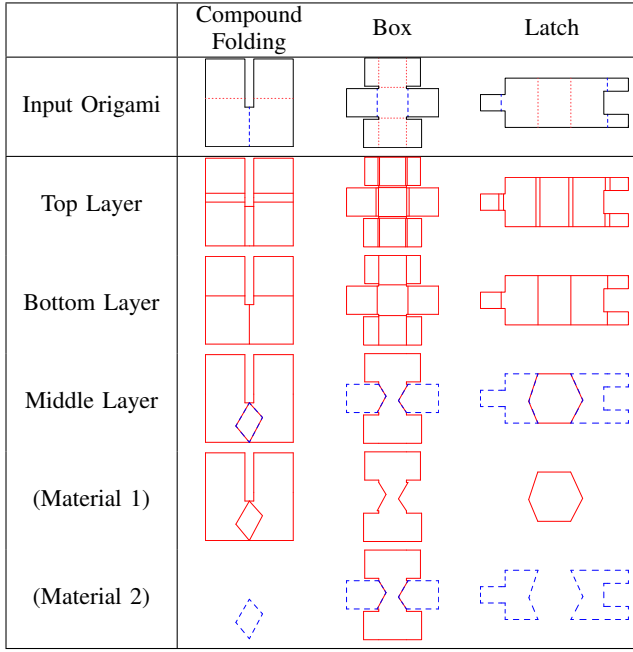 Compound
Folding
Box
Latch
Input Origami
Top Layer
Bottom Layer
Middle Layer
(Material 1)
(Material 2)